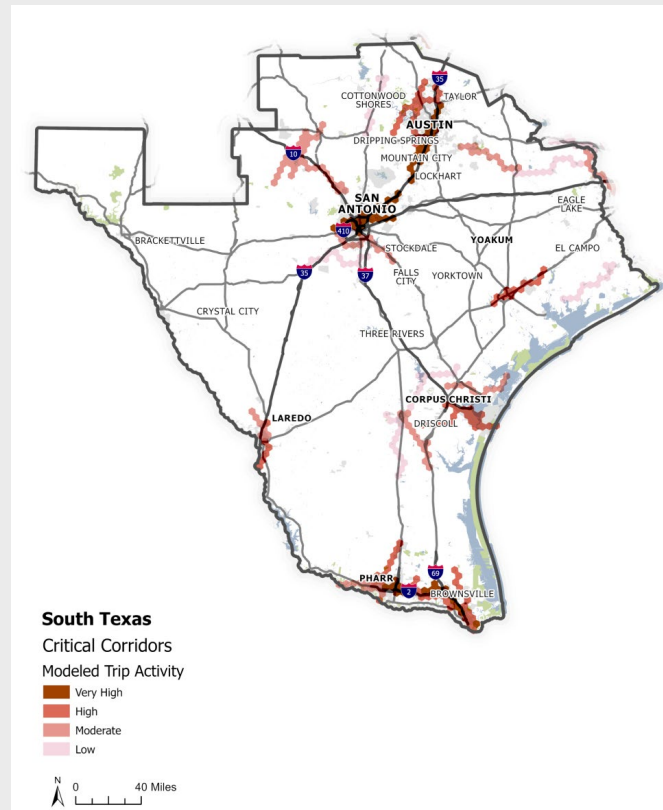 35
COTTONWOOD
SHORES
TAYLOR
AUSTIN
DRIPPING SPRINGS
10
MOUNTAIN CITY
LOCKHART
SAN
ANTONIO
EAGLE
LAKE
410
BRACKETTVILLE
STOCKDALE
YOAKUM
EL CAMPO
35
37
FALLS
CITY
YORKTOWN
CRYSTAL CITY
THREE RIVERS
CORPUS CHRISTI
LAREDO
DRISCOLL
PHARR
69
2
BROWNSVILLE
South Texas
Critical Corridors
Modeled Trip Activity
Very High
High
Moderate
Low
N
0 40 Miles